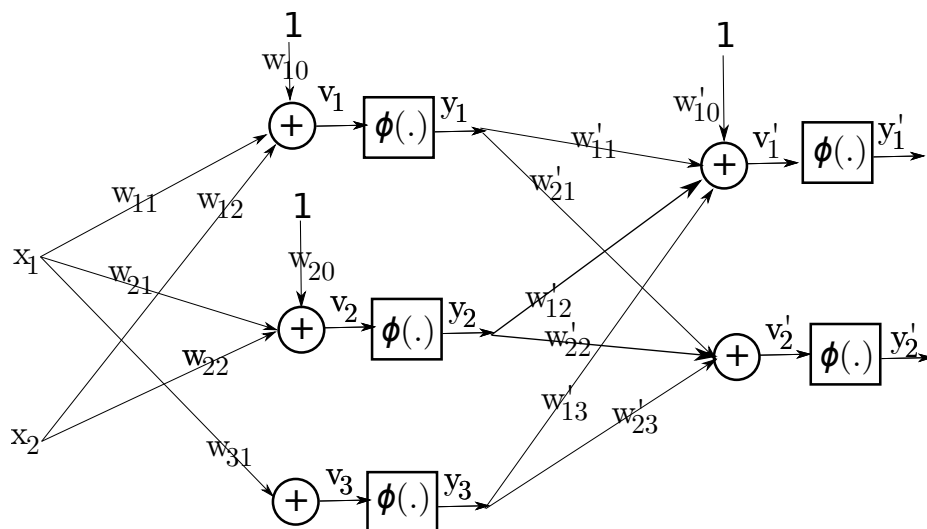 1
w10
v1
ϕ(.)
y1
+
w11
w12
x1
w21
1
w20
v2
ϕ(.)
y2
+
w22
x2
w31
v3
ϕ(.)
y3
+
1
w'10
w'11
w'21
v'1
ϕ(.)
y'1
+
w'12
w'22
v'2
ϕ(.)
y'2
+
w'13
w'23